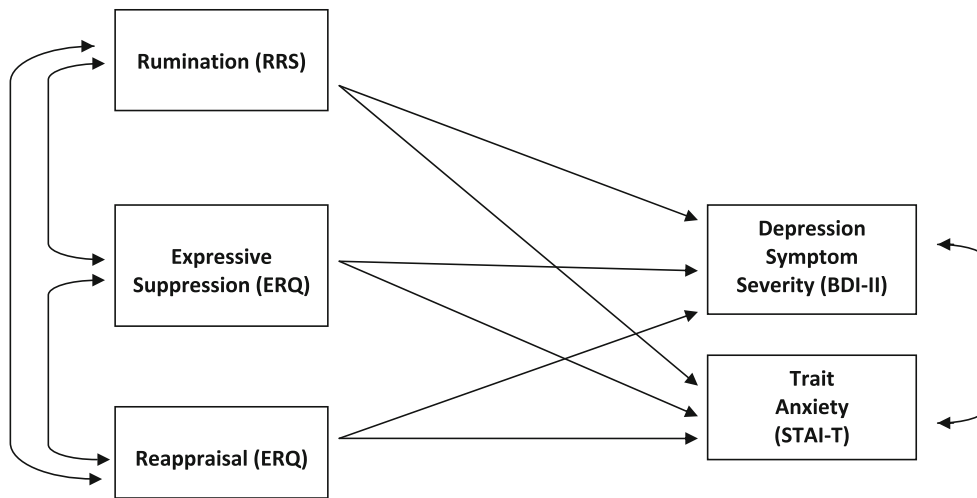 Rumination (RRS)
Expressive
Suppression (ERQ)
Reappraisal (ERQ)
Depression
Symptom
Severity (BDI-II)
Trait
Anxiety
(STAI-T)